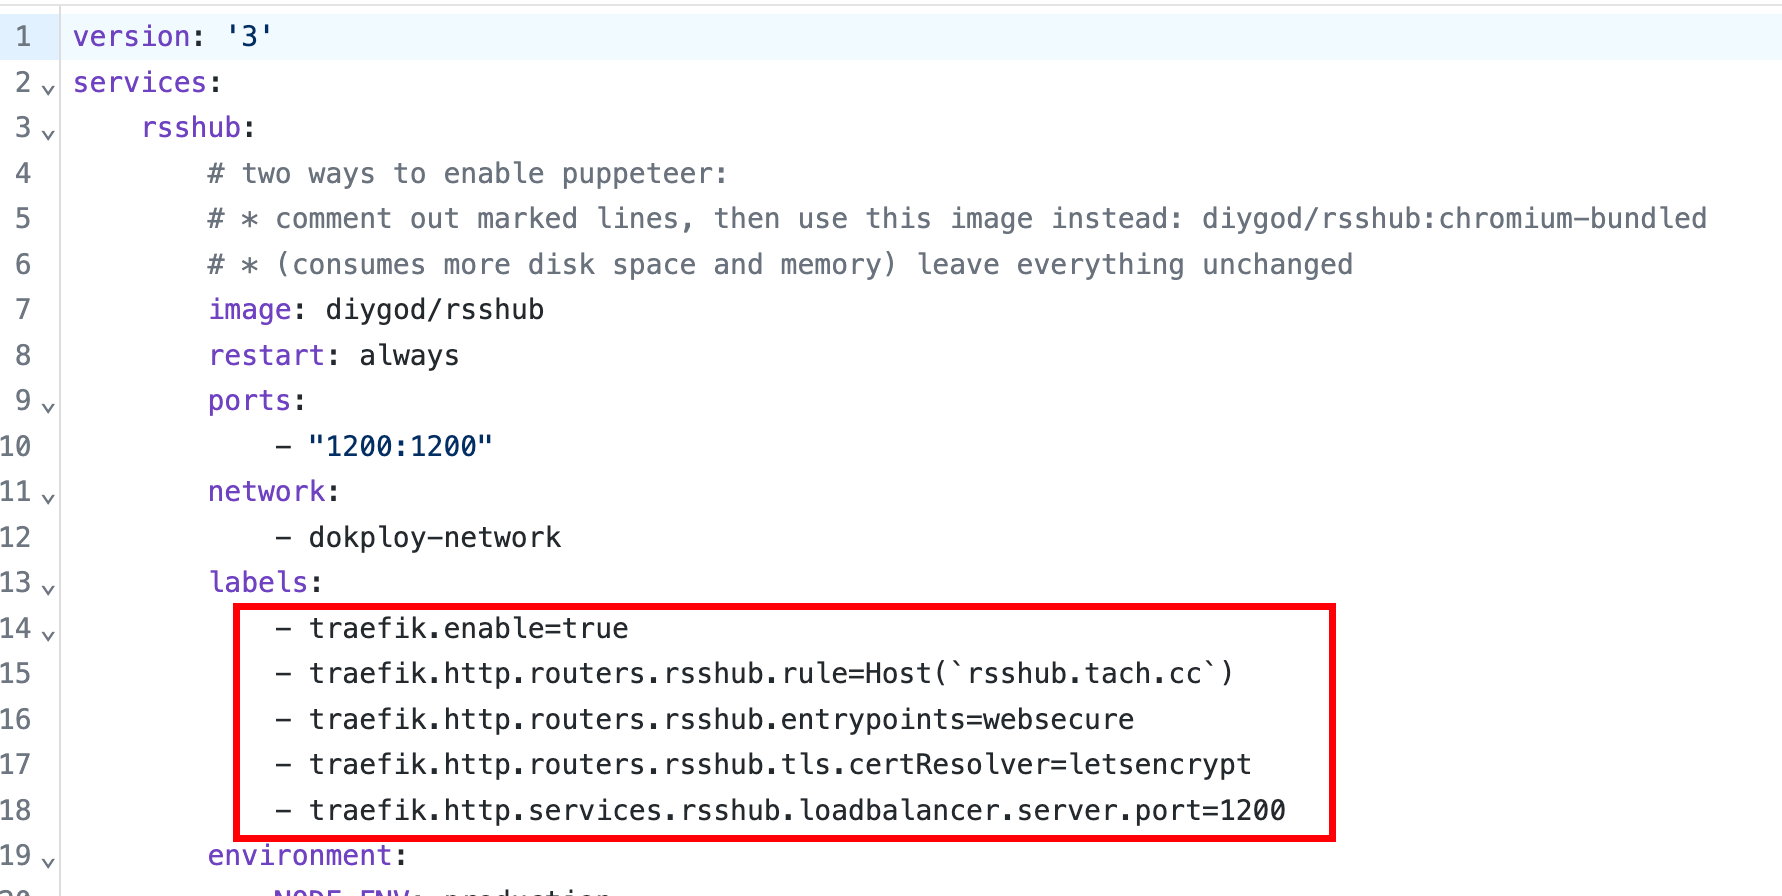 1 version: '3'
2 services:
3 rsshub:
4 # two ways to enable puppeteer:
5 # * comment out marked lines, then use this image instead: diygod/rsshub:chromium-bundled
6 # * (consumes more disk space and memory) leave everything unchanged
7 image: diygod/rsshub
8 restart: always
9 ports:
10 - "1200:1200"
11 network:
12 - dokploy-network
13 labels:
14 - traefik.enable=true
15 - traefik.http.routers.rsshub.rule=Host(`rsshub.tach.cc`)
16 - traefik.http.routers.rsshub.entrypoints=websecure
17 - traefik.http.routers.rsshub.tls.certResolver=letsencrypt
18 - traefik.http.services.rsshub.loadbalancer.server.port=1200
19 environment:
20 NODE_ENV: production